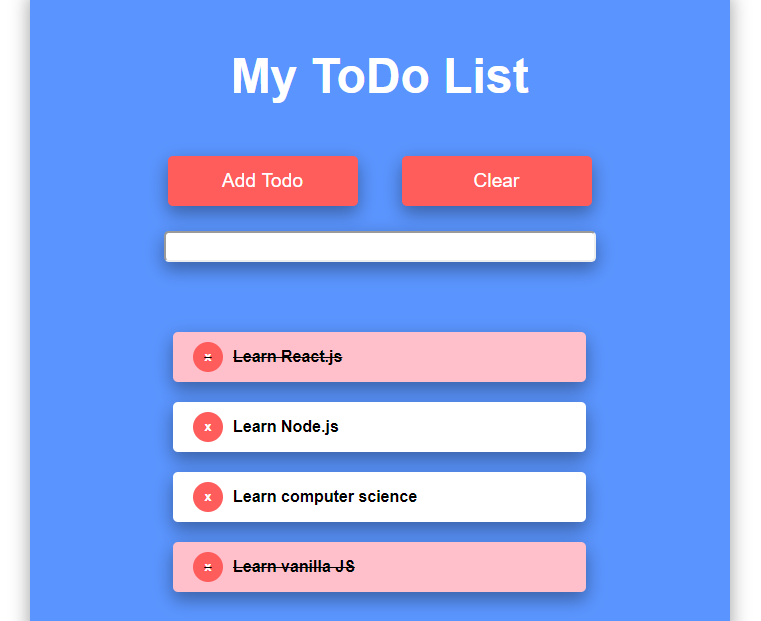 My ToDo List
Add Todo
Clear
x Learn React.js
x Learn Node.js
x Learn computer science
x Learn vanilla JS